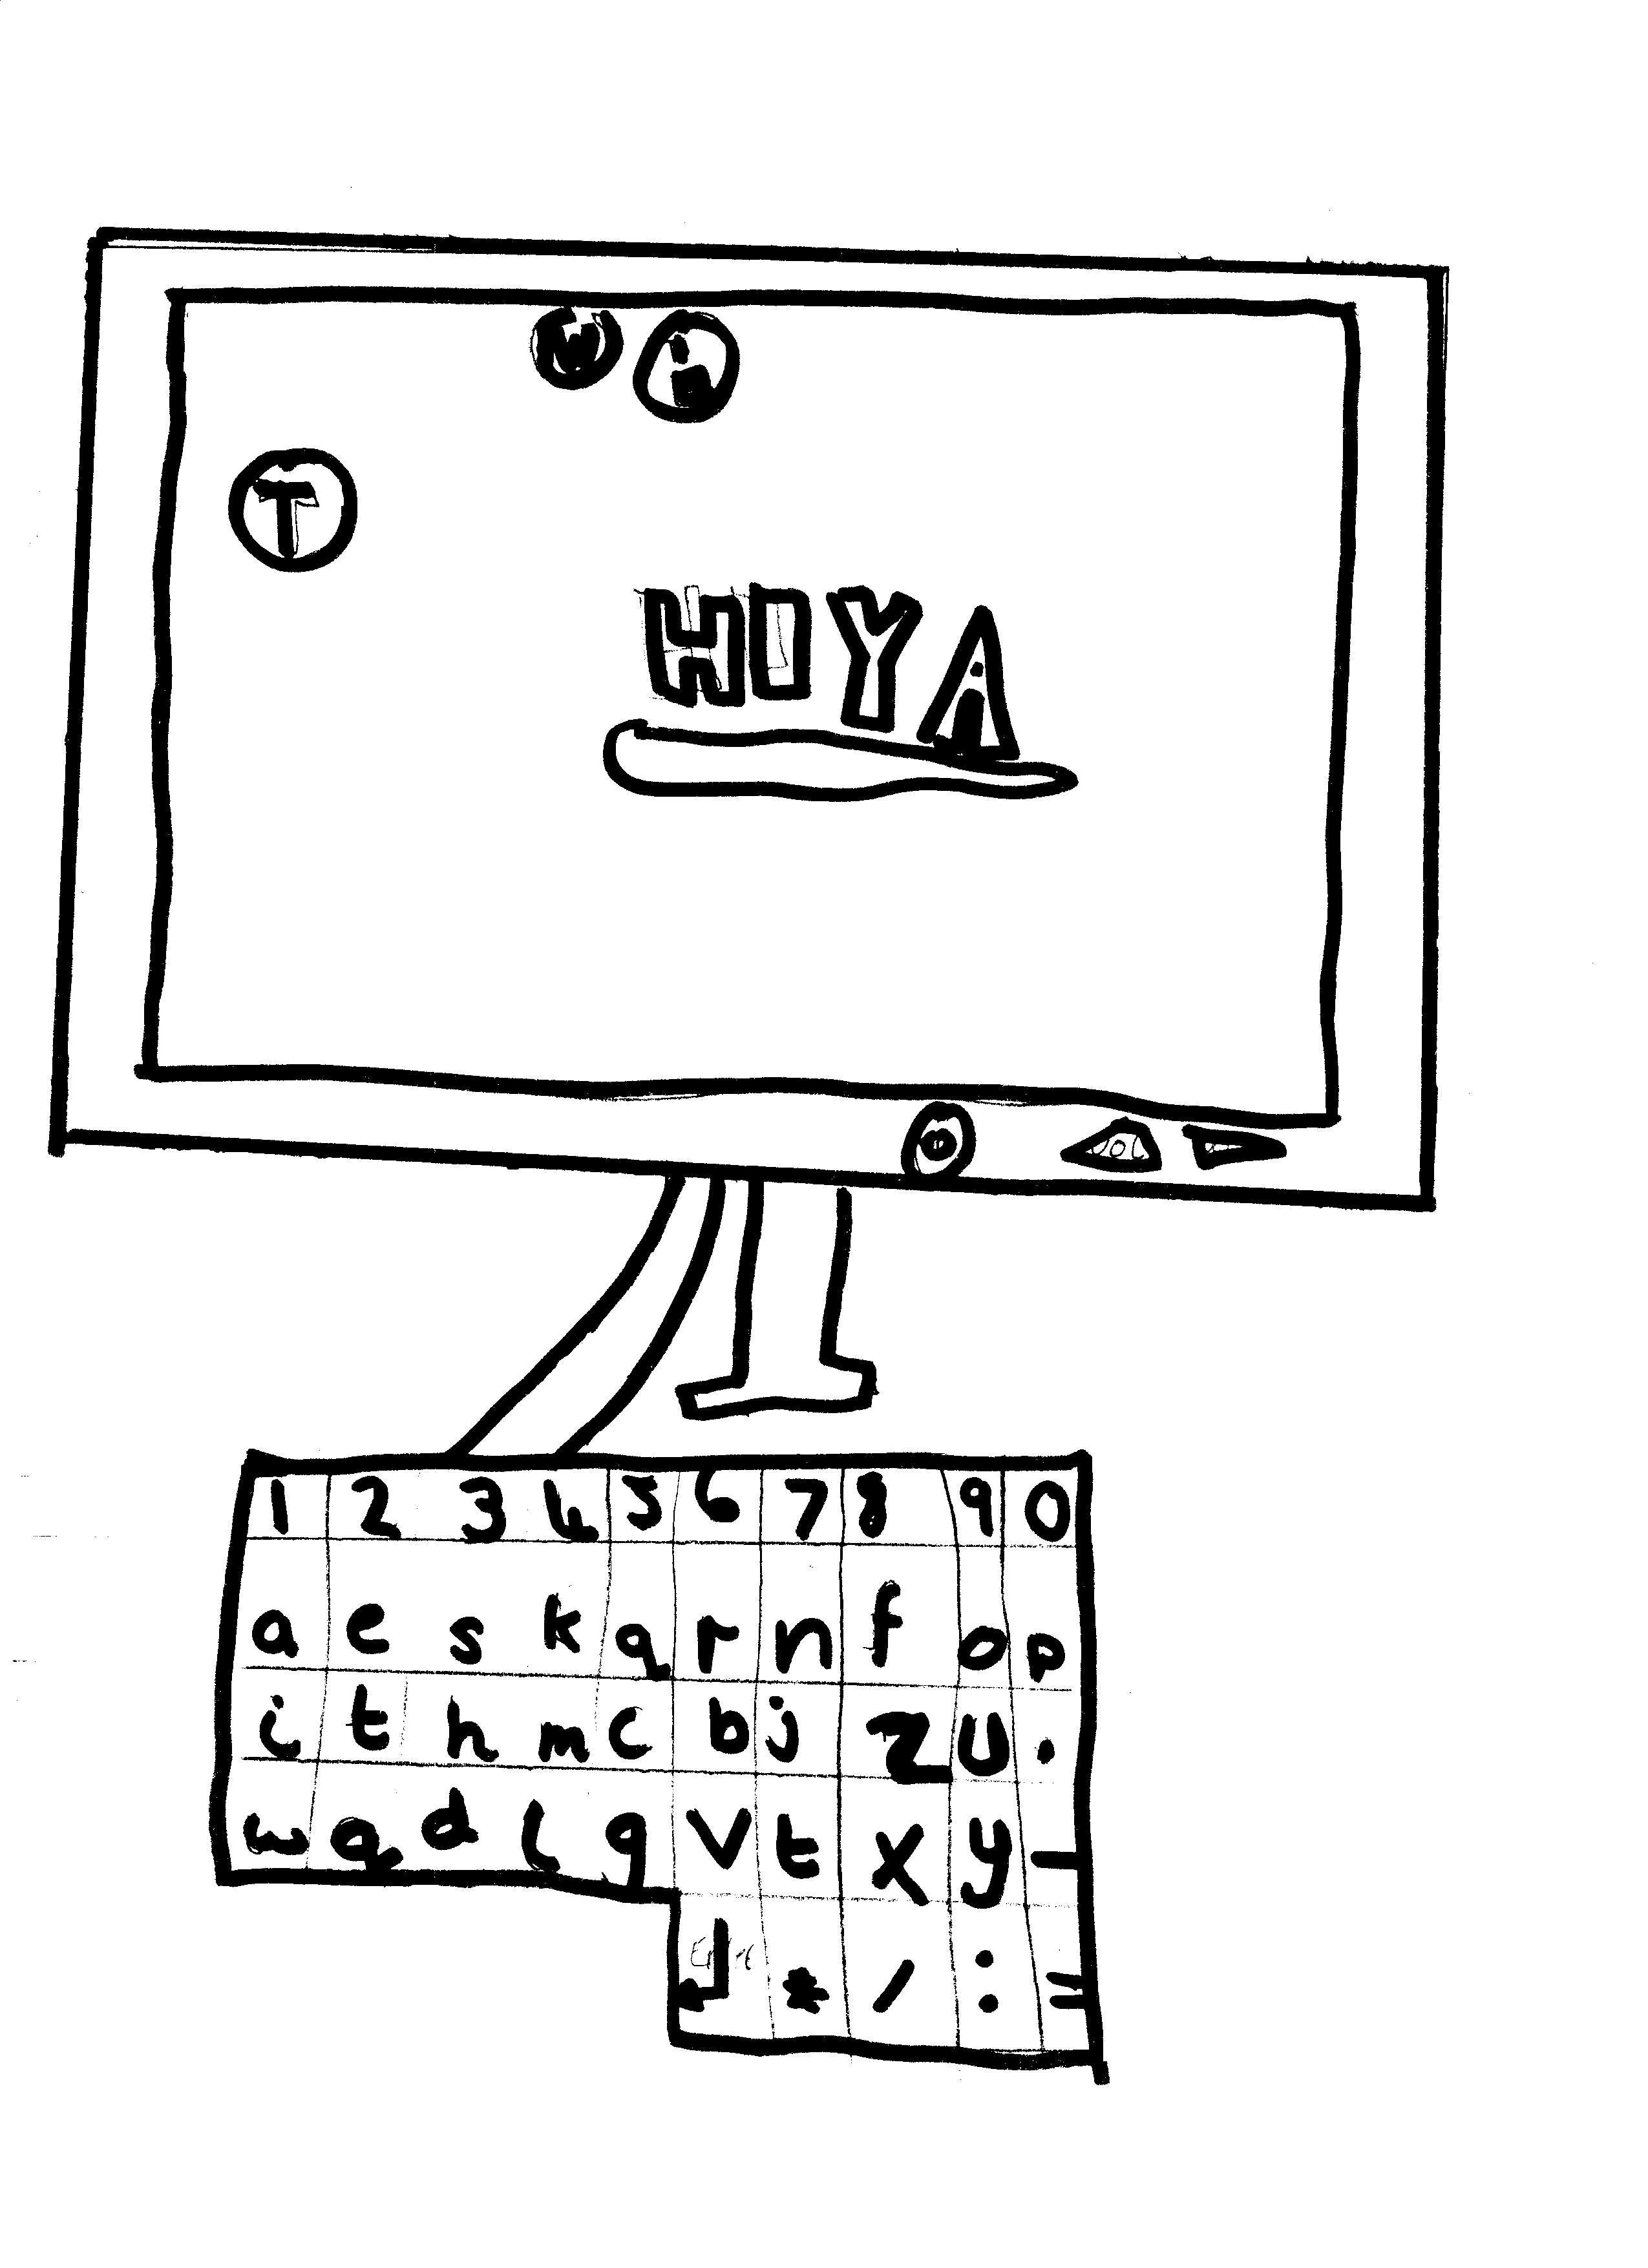 W
T
HIYA
1 2 3 4 5 6 7 8 9 0
a e s k q r n f o p
i t h m c b j z u .
w q d l g v t x y -
* / : =